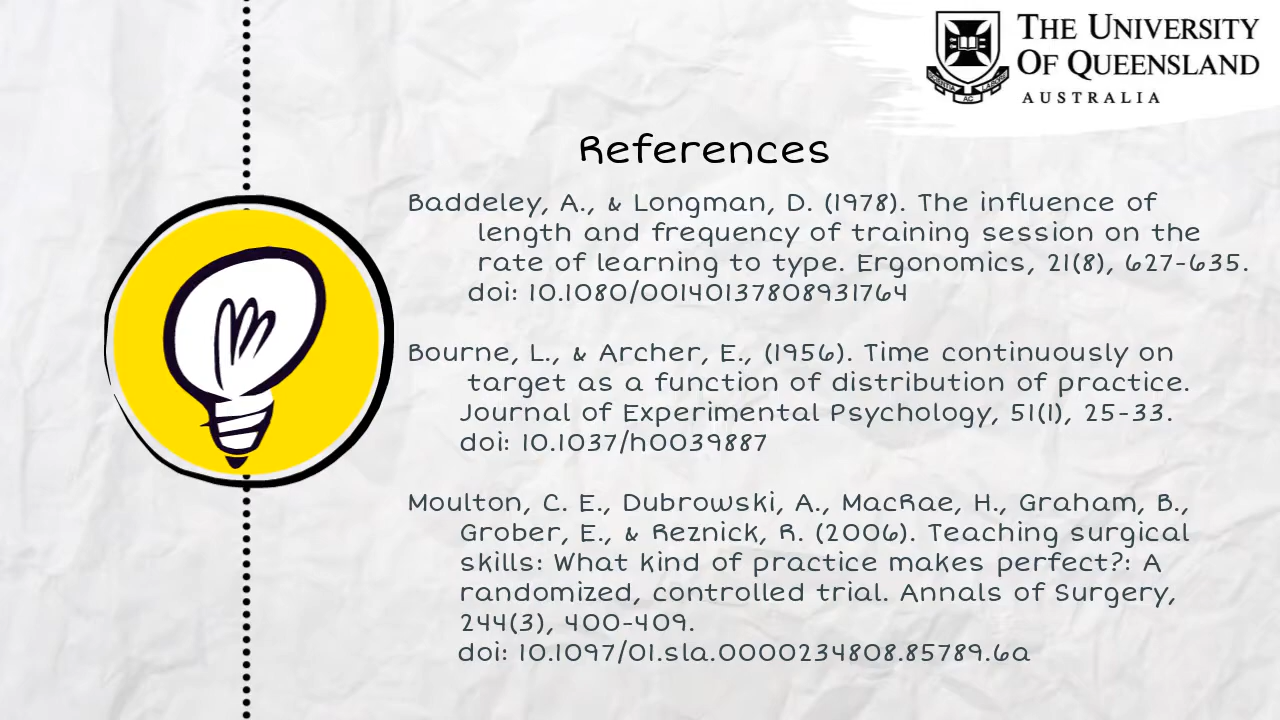 THE UNIVERSITY
OF QUEENSLAND
AUSTRALIA
References
Baddeley, A., & Longman, D. (1978). The influence of
length and frequency of training session on the
rate of learning to type. Ergonomics, 21(8), 627-635.
doi: 10.1080/00140137808931764
Bourne, L., & Archer, E., (1956). Time continuously on
target as a function of distribution of practice.
Journal of Experimental Psychology, 51(1), 25-33.
doi: 10.1037/h0039887
Moulton, C. E., Dubrowski, A., MacRae, H., Graham, B.,
Grober, E., & Reznick, R. (2006). Teaching surgical
skills: What kind of practice makes perfect?: A
randomized, controlled trial. Annals of Surgery,
244(3), 400-409.
doi: 10.1097/01.sla.0000234808.85789.6a